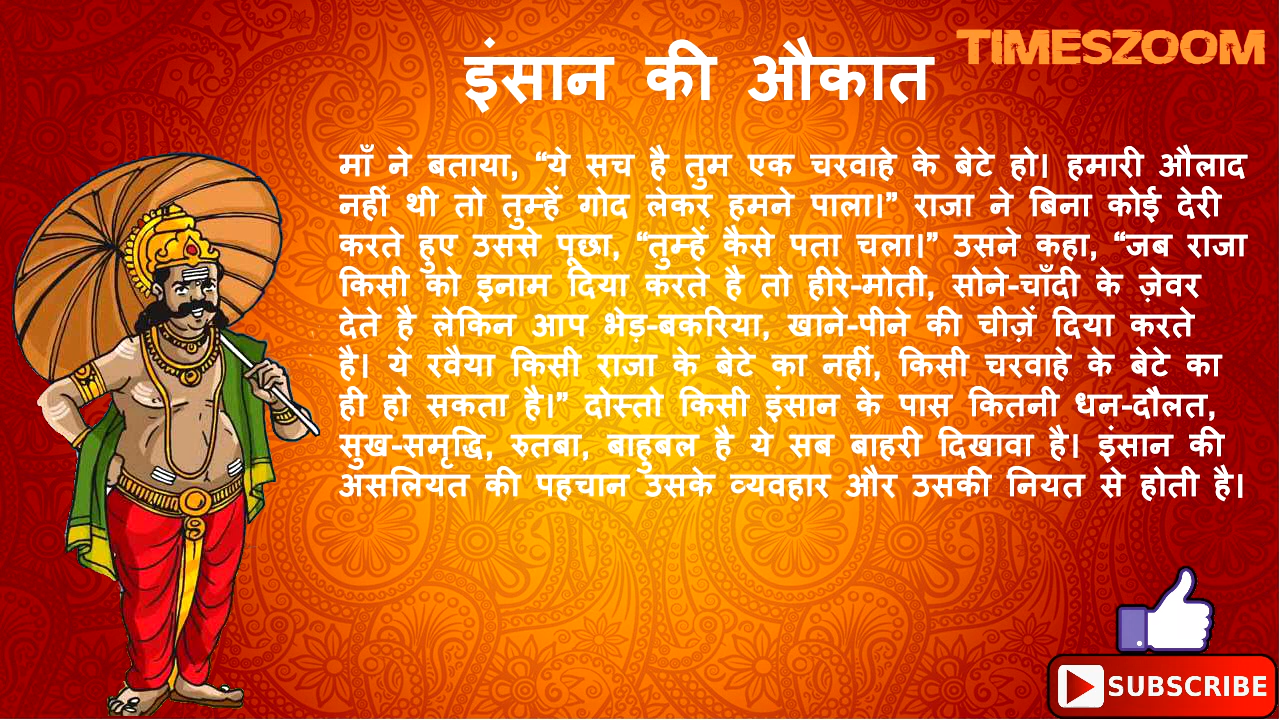 TIMESZOOM
इंसान की औकात
माँ ने बताया, “ये सच है तुम एक चरवाहे के बेटे हो। हमारी औलाद
नहीं थी तो तुम्हें गोद लेकर हमने पाला।” राजा ने बिना कोई देरी
करते हुए उससे पूछा, “तुम्हें कैसे पता चला।” उसने कहा, “जब राजा
किसी को इनाम दिया करते है तो हीरे-मोती, सोने-चाँदी के ज़ेवर
देते है लेकिन आप भेड़-बकरिया, खाने-पीने की चीज़ें दिया करते
है। ये रवैया किसी राजा के बेटे का नहीं, किसी चरवाहे के बेटे का
ही हो सकता है।” दोस्तो किसी इंसान के पास कितनी धन-दौलत,
सुख-समृद्धि, रुतबा, बाहुबल है ये सब बाहरी दिखावा है। इंसान की
असलियत की पहचान उसके व्यवहार और उसकी नियत से होती है।
SUBSCRIBE